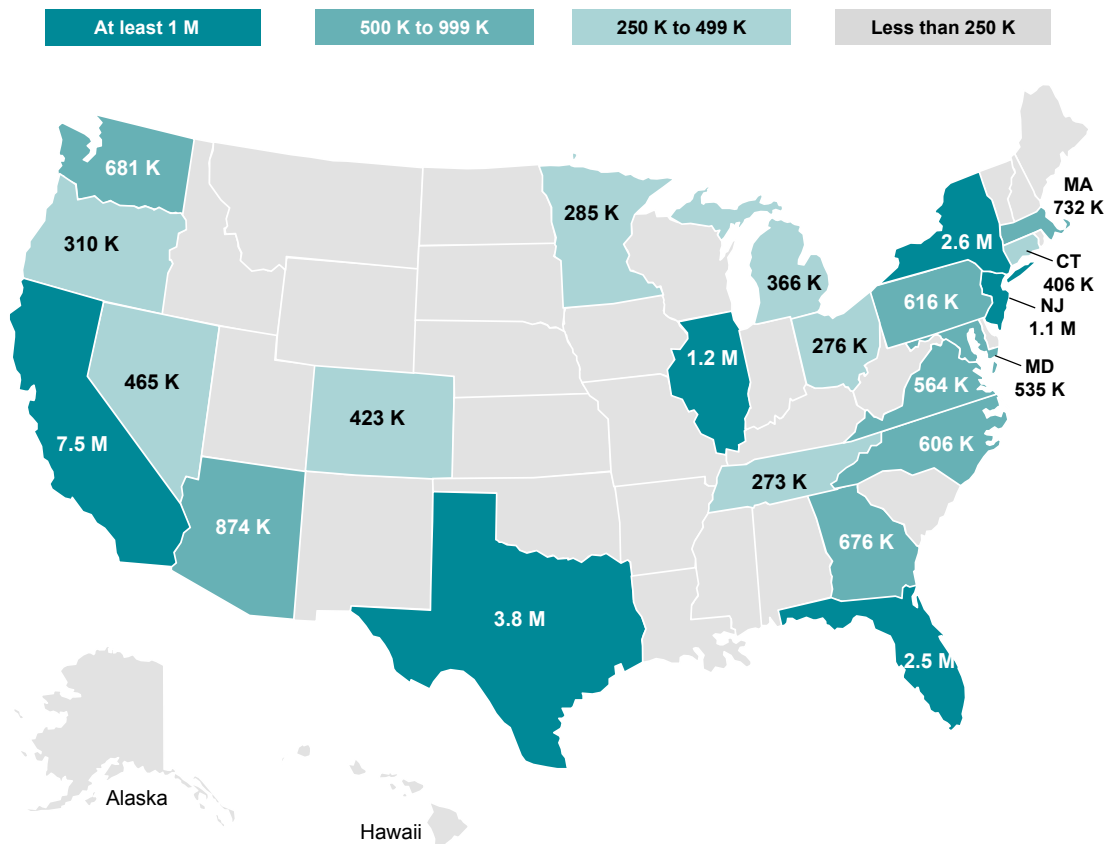 At least 1 M
500 K to 999 K
250 K to 499 K
Less than 250 K
681 K
310 K
285 K
MA
732 K
2.6 M
CT
406 K
366 K
616 K
NJ
1.1 M
1.2 M
276 K
MD
535 K
465 K
564 K
423 K
7.5 M
606 K
273 K
874 K
676 K
3.8 M
2.5 M
Alaska
Hawaii